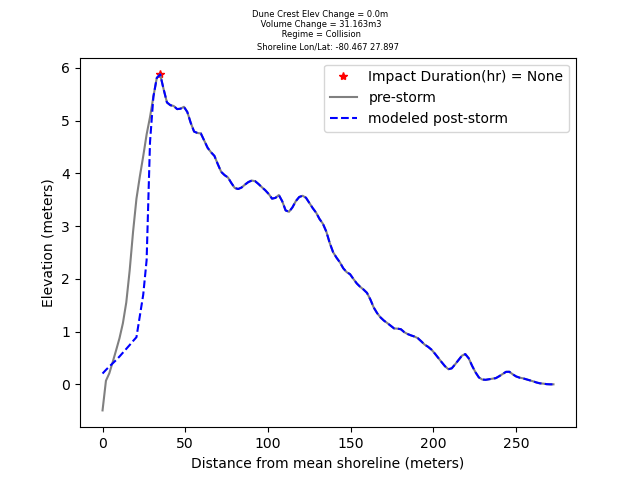 Dune Crest Elev Change = 0.0m
Volume Change = 31.163m3
Regime = Collision
Shoreline Lon/Lat: -80.467 27.897
Impact Duration(hr) = None
pre-storm
modeled post-storm
Elevation (meters)
6
5
4
3
2
1
0
0 50 100 150 200 250
Distance from mean shoreline (meters)